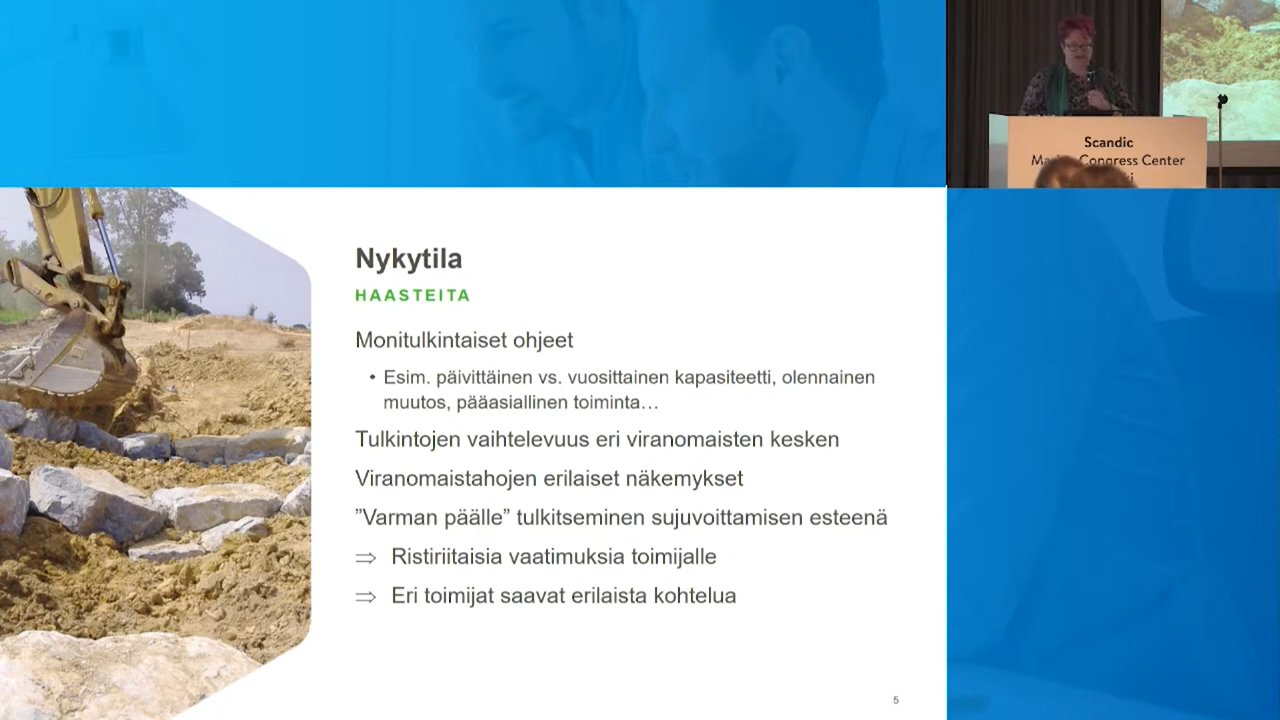 Scandic
Congress Center
Nykytila
HAASTEITA
Monitulkintaiset ohjeet
• Esim. päivittäinen vs. vuosittainen kapasiteetti, olennainen
muutos, pääasiallinen toiminta…
Tulkintojen vaihtelevuus eri viranomaisten kesken
Viranomaistahojen erilaiset näkemykset
”Varman päälle” tulkitseminen sujuvoittamisen esteenä
⇒ Ristiriitaisia vaatimuksia toimijalle
⇒ Eri toimijat saavat erilaista kohtelua
5